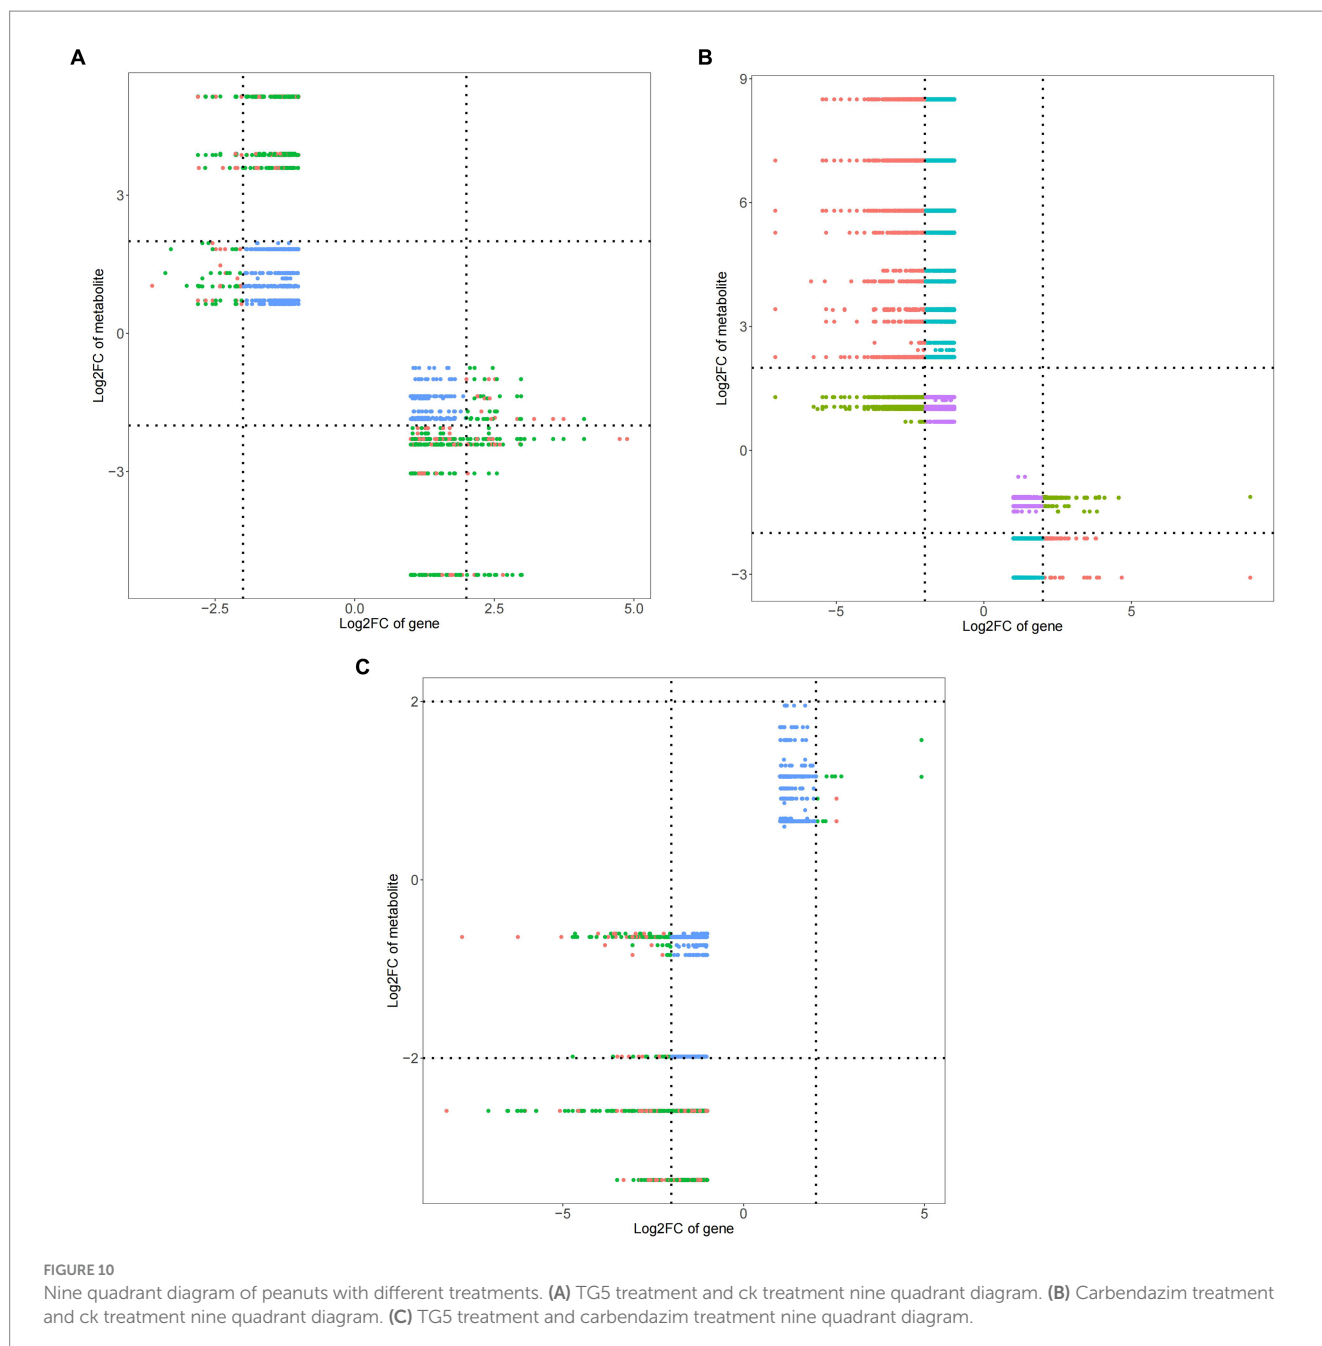 A
3
0
−3
−2.5
0.0
2.5
5.0
Log2FC of metabolite
Log2FC of gene
B
9
6
3
0
−3
−5
0
5
Log2FC of metabolite
Log2FC of gene
C
2
0
−2
−5
0
5
Log2FC of metabolite
Log2FC of gene
FIGURE 10
Nine quadrant diagram of peanuts with different treatments. (A) TG5 treatment and ck treatment nine quadrant diagram. (B) Carbendazim treatment
and ck treatment nine quadrant diagram. (C) TG5 treatment and carbendazim treatment nine quadrant diagram.